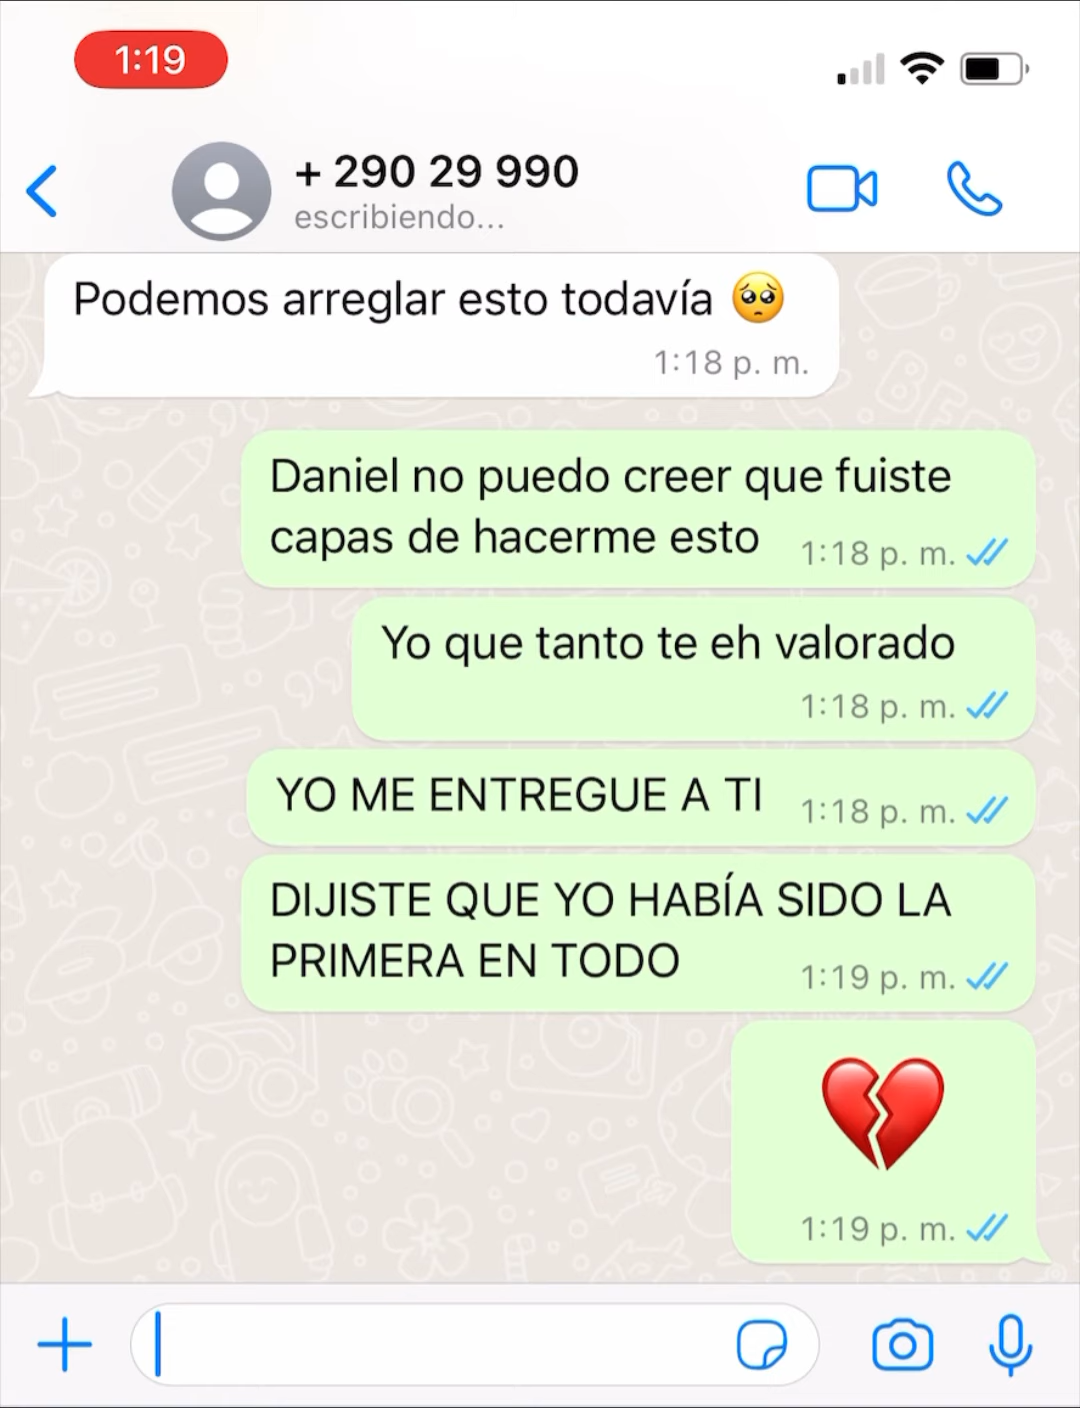 1:19
+ 290 29 990
escribiendo...
Podemos arreglar esto todavía 🥺
1:18 p. m.
Daniel no puedo creer que fuiste
capas de hacerme esto 1:18 p. m.
Yo que tanto te eh valorado
1:18 p. m.
YO ME ENTREGUE A TI 1:18 p. m.
DIJISTE QUE YO HABÍA SIDO LA
PRIMERA EN TODO 1:19 p. m.
💔
1:19 p. m.